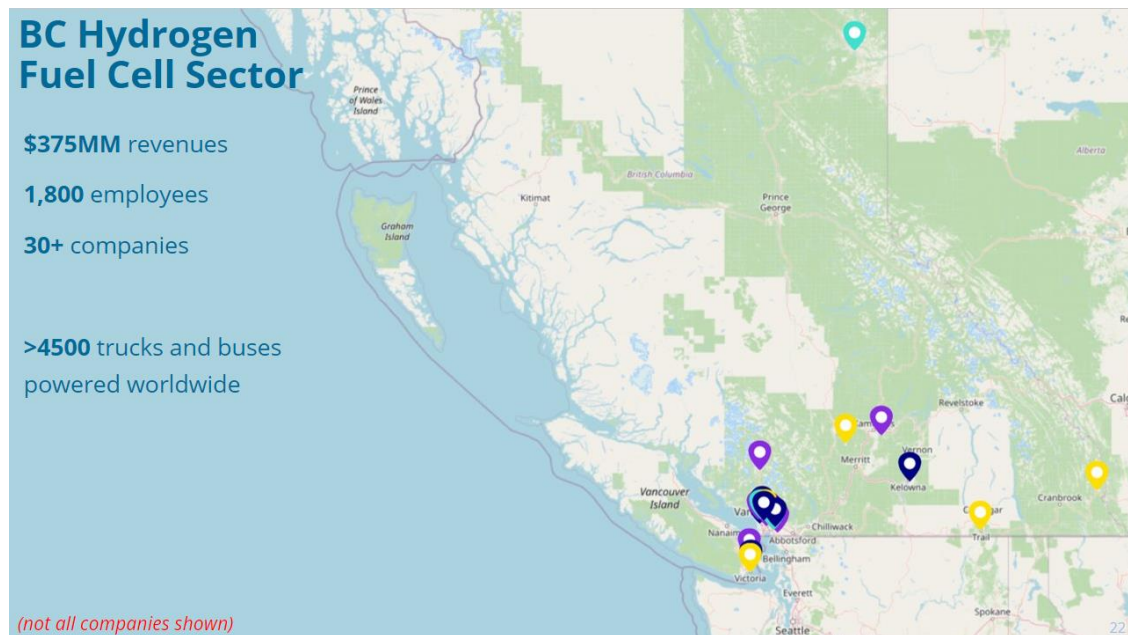 BC Hydrogen
Fuel Cell Sector
$375MM revenues
1,800 employees
30+ companies
>4500 trucks and buses
powered worldwide
(not all companies shown)
Prince
of Wales
Island
Graham
Island
Kitimat
British Columbia
Prince
George
Alberta
Revelstoke
Vernon
Merritt
Kelowna
Cranbrook
Trail
Vancouver
Island
Chilliwack
Abbotsford
Bellingham
Victoria
Everett
Spokane
Seattle
22